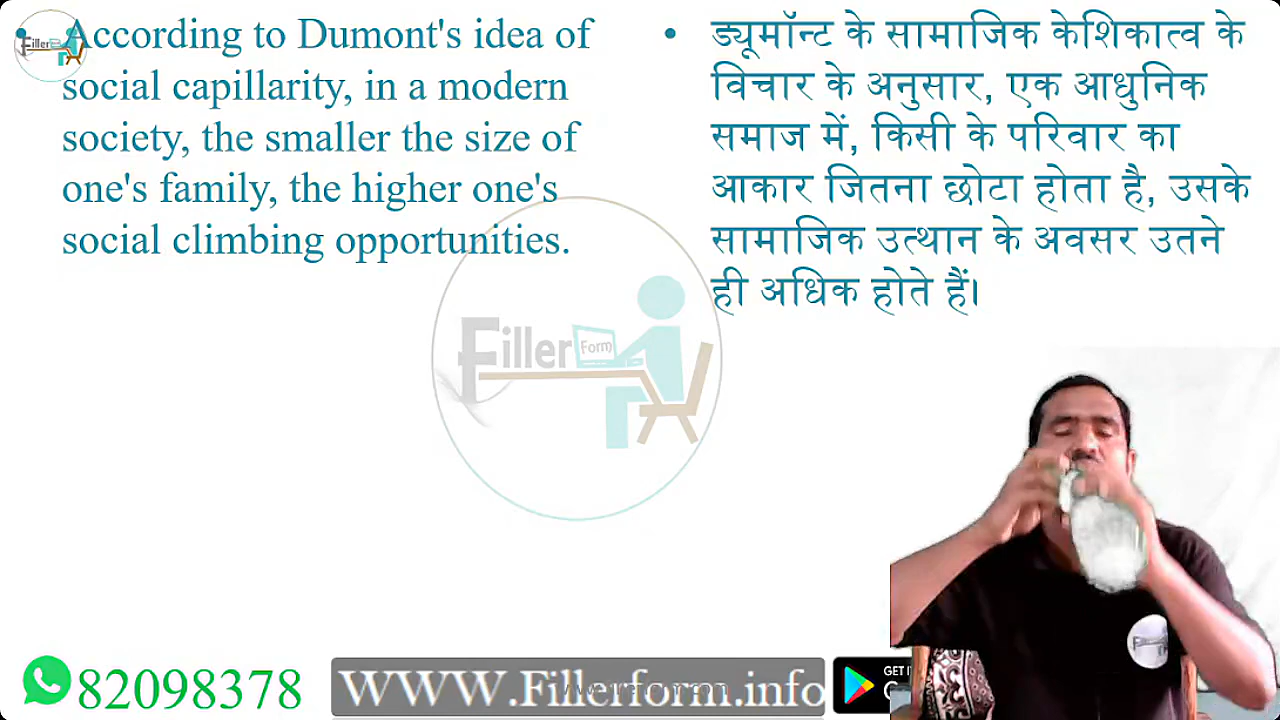 According to Dumont's idea of
social capillarity, in a modern
society, the smaller the size of
one's family, the higher one's
social climbing opportunities.
ड्यूमॉन्ट के सामाजिक केशिकात्व के
विचार के अनुसार, एक आधुनिक
समाज में, किसी के परिवार का
आकार जितना छोटा होता है, उसके
सामाजिक उत्थान के अवसर उतने
ही अधिक होते हैं।
Filler
Filler Form
82098378
WWW.Fillerform.info
GET I